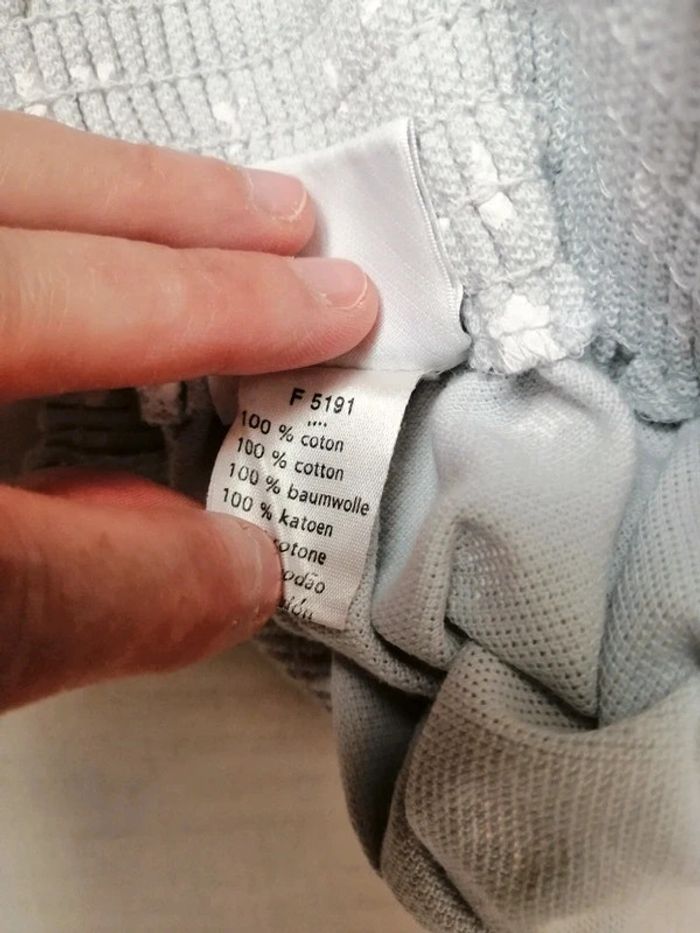 F 5191
100 % coton
100 % cotton
100 % baumwolle
100 % katoen